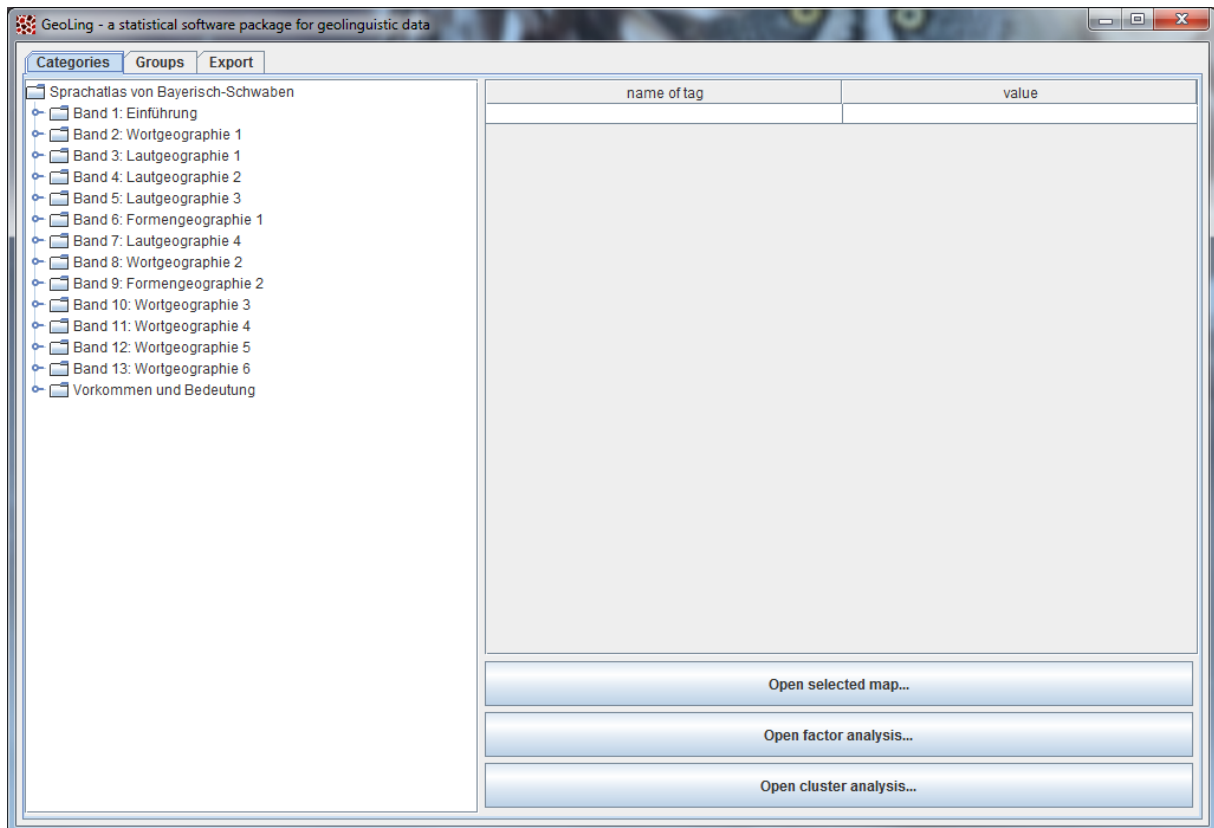 GeoLing - a statistical software package for geolinguistic data
Categories Groups Export
Sprachatlas von Bayerisch-Schwaben
Band 1: Einführung
Band 2: Wortgeographie 1
Band 3: Lautgeographie 1
Band 4: Lautgeographie 2
Band 5: Lautgeographie 3
Band 6: Formengeographie 1
Band 7: Lautgeographie 4
Band 8: Wortgeographie 2
Band 9: Formengeographie 2
Band 10: Wortgeographie 3
Band 11: Wortgeographie 4
Band 12: Wortgeographie 5
Band 13: Wortgeographie 6
Vorkommen und Bedeutung
name of tag value
Open selected map...
Open factor analysis...
Open cluster analysis...